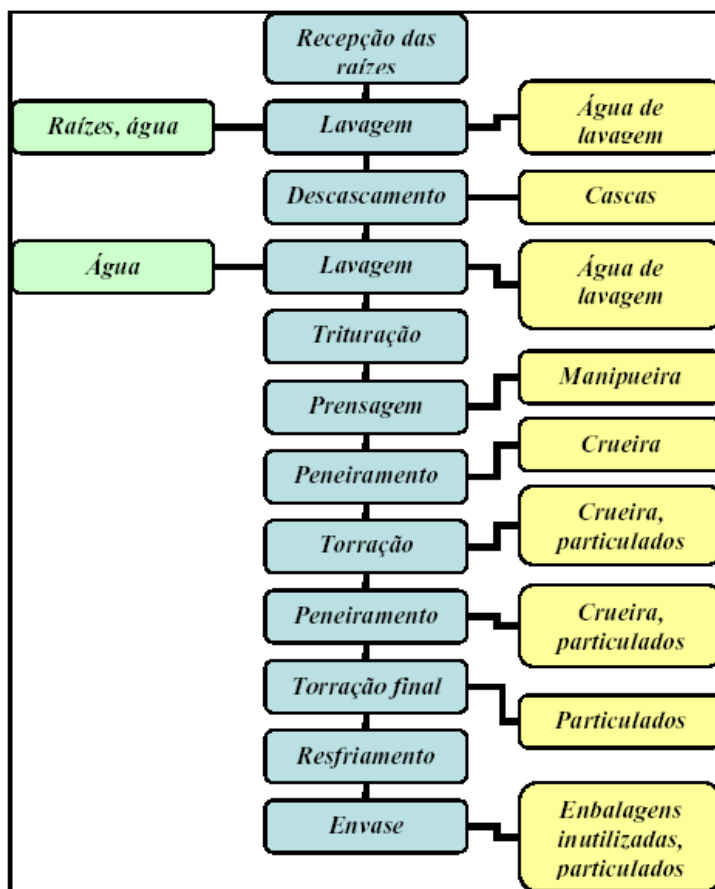 Recepção das
raízes
Raízes, água
Lavagem
Água de
lavagem
Descascamento
Cascas
Água
Lavagem
Água de
lavagem
Trituração
Prensagem
Manipueira
Peneiramento
Crueira
Torração
Crueira,
particulados
Peneiramento
Crueira,
particulados
Torração final
Particulados
Resfriamento
Envase
Enbalagens
inutilizadas,
particulados